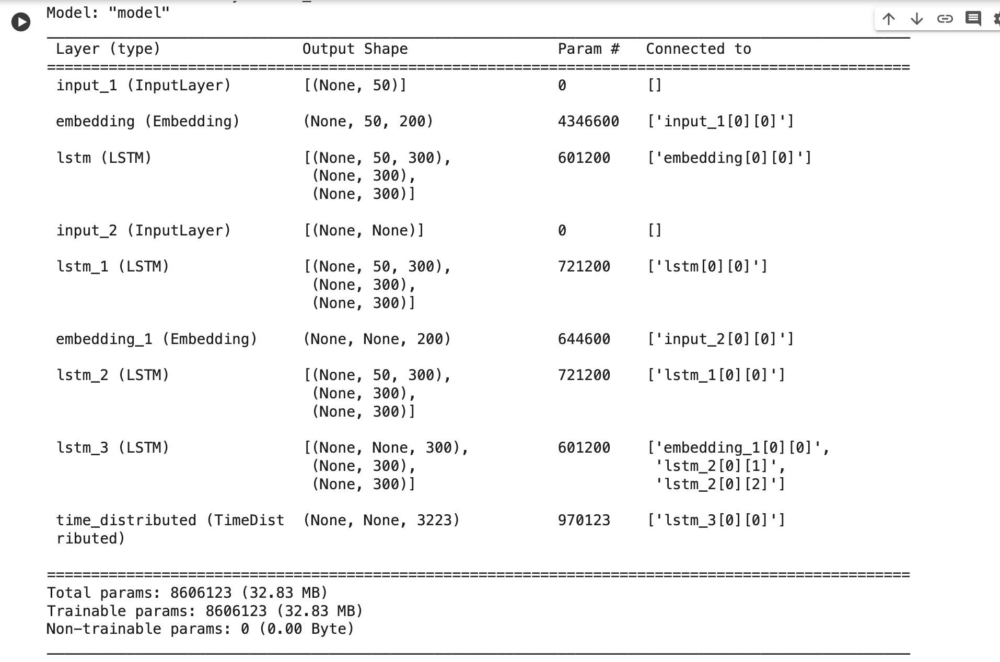 Model: "model"
Layer (type) Output Shape Param # Connected to
==================================================================================================
input_1 (InputLayer) [(None, 50)] 0 []
embedding (Embedding) (None, 50, 200) 4346600 ['input_1[0][0]']
lstm (LSTM) [(None, 50, 300), 601200 ['embedding[0][0]']
(None, 300),
(None, 300)]
input_2 (InputLayer) [(None, None)] 0 []
lstm_1 (LSTM) [(None, 50, 300), 721200 ['lstm[0][0]']
(None, 300),
(None, 300)]
embedding_1 (Embedding) (None, None, 200) 644600 ['input_2[0][0]']
lstm_2 (LSTM) [(None, 50, 300), 721200 ['lstm_1[0][0]']
(None, 300),
(None, 300)]
lstm_3 (LSTM) [(None, None, 300), 601200 ['embedding_1[0][0]',
(None, 300), 'lstm_2[0][1]',
(None, 300)] 'lstm_2[0][2]']
time_distributed (TimeDist (None, None, 3223) 970123 ['lstm_3[0][0]']
ributed)
==================================================================================================
Total params: 8606123 (32.83 MB)
Trainable params: 8606123 (32.83 MB)
Non-trainable params: 0 (0.00 Byte)